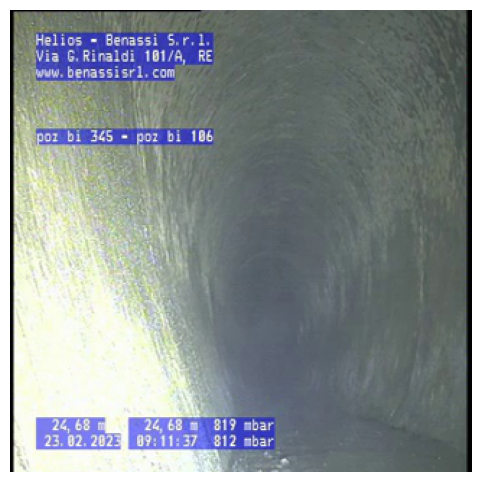 Helios - Benassi S.r.l.
Via G.Rinaldi 101/A, RE
www.benassisrl.com
poz bi 345 - poz bi 106
24,68 m 24,68 m 819 mbar
23.02.2023 09:11:37 812 mbar